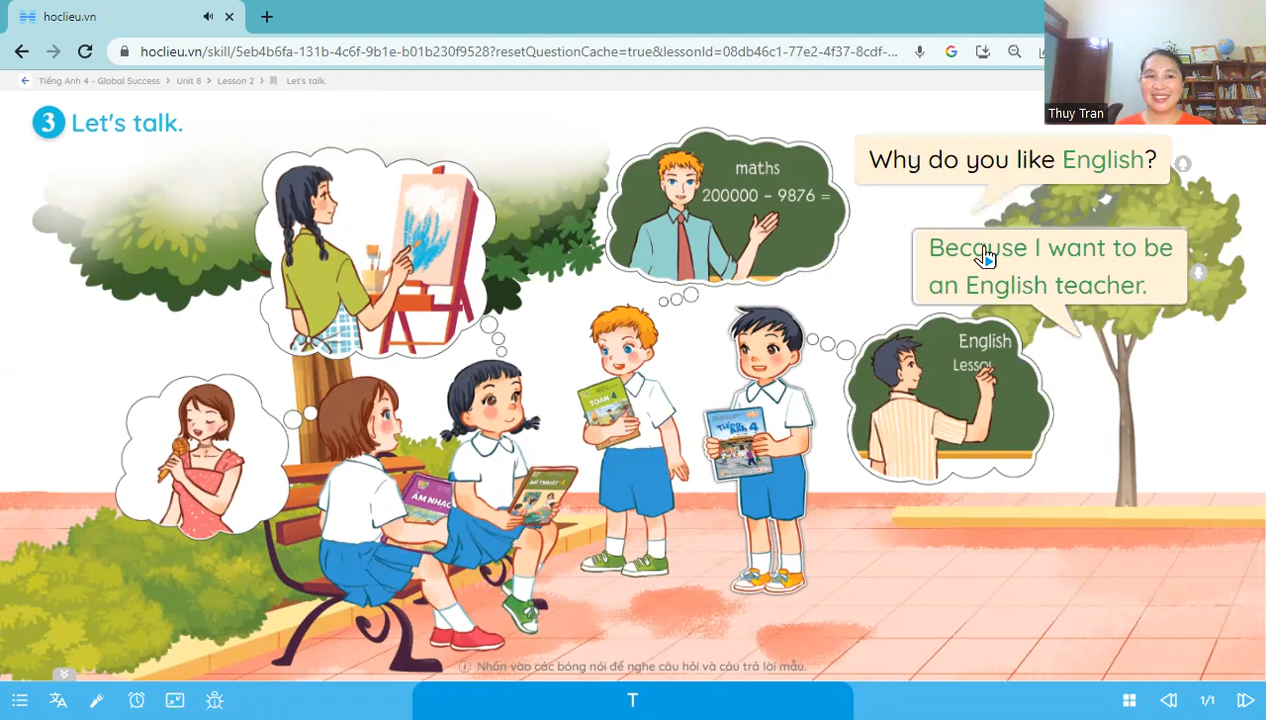 hoclieu.vn
hoclieu.vn/skill/5eb4b6fa-131b-4c6f-9b1e-b01b230f9528?resetQuestionCache=true&lessonId=08db46c1-77e2-4f37-8cdf-...
Tiếng Anh 4 - Global Success > Unit 8 > Lesson 2 > Let's talk.
Thuy Tran
3 Let's talk.
Why do you like English?
maths
200000 - 9876 =
Because I want to be
an English teacher.
English
Lesso
TOÁN 4
Tiếng
Anh 4
ÂM NHẠC
MĨ THUẬT 4
Nhấn vào các bóng nói để nghe câu hỏi và câu trả lời mẫu.
T
1/1